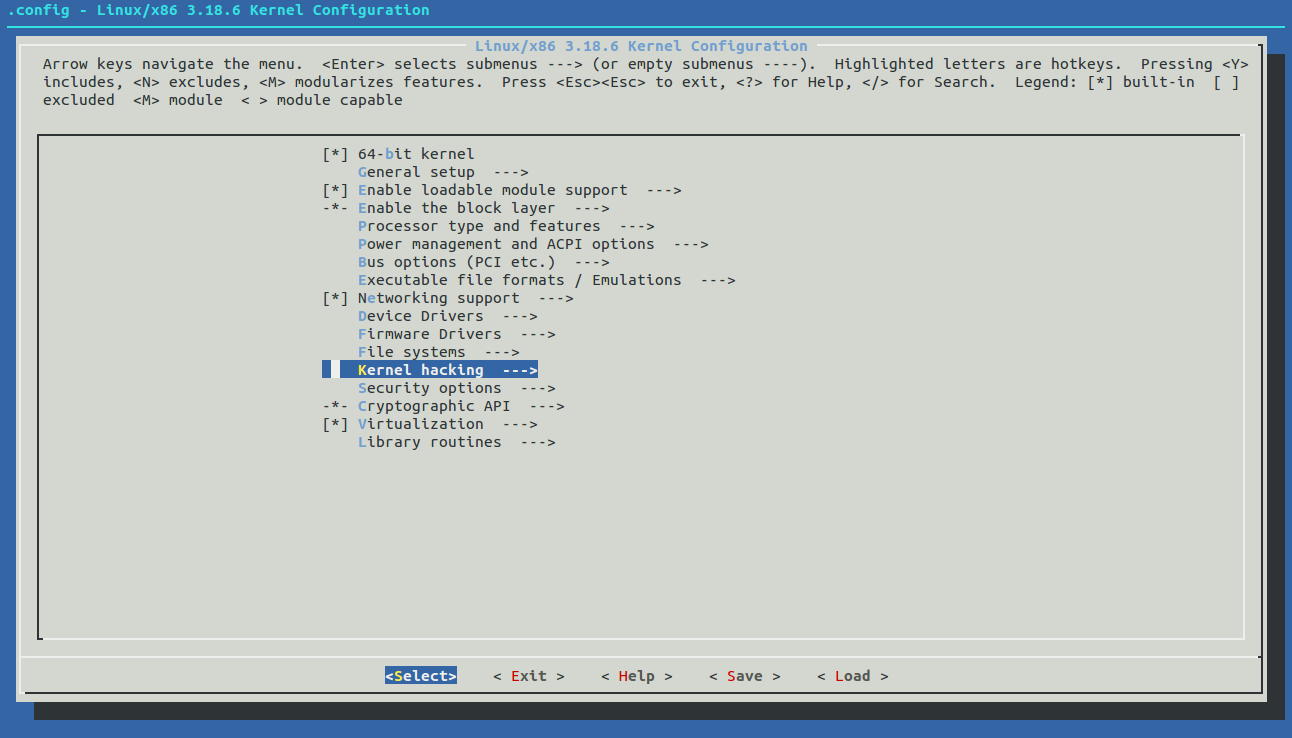 .config - Linux/x86 3.18.6 Kernel Configuration
Linux/x86 3.18.6 Kernel Configuration
Arrow keys navigate the menu.  <Enter> selects submenus ---> (or empty submenus ----).  Highlighted letters are hotkeys.  Pressing <Y>
includes, <N> excludes, <M> modularizes features.  Press <Esc><Esc> to exit, <?> for Help, </> for Search.  Legend: [*] built-in  [ ]
excluded  <M> module  < > module capable
[*] 64-bit kernel
General setup  --->
[*] Enable loadable module support  --->
-*- Enable the block layer  --->
Processor type and features  --->
Power management and ACPI options  --->
Bus options (PCI etc.)  --->
Executable file formats / Emulations  --->
[*] Networking support  --->
Device Drivers  --->
Firmware Drivers  --->
File systems  --->
Kernel hacking  --->
Security options  --->
-*- Cryptographic API  --->
[*] Virtualization  --->
Library routines  --->
<Select>    < Exit >    < Help >    < Save >    < Load >